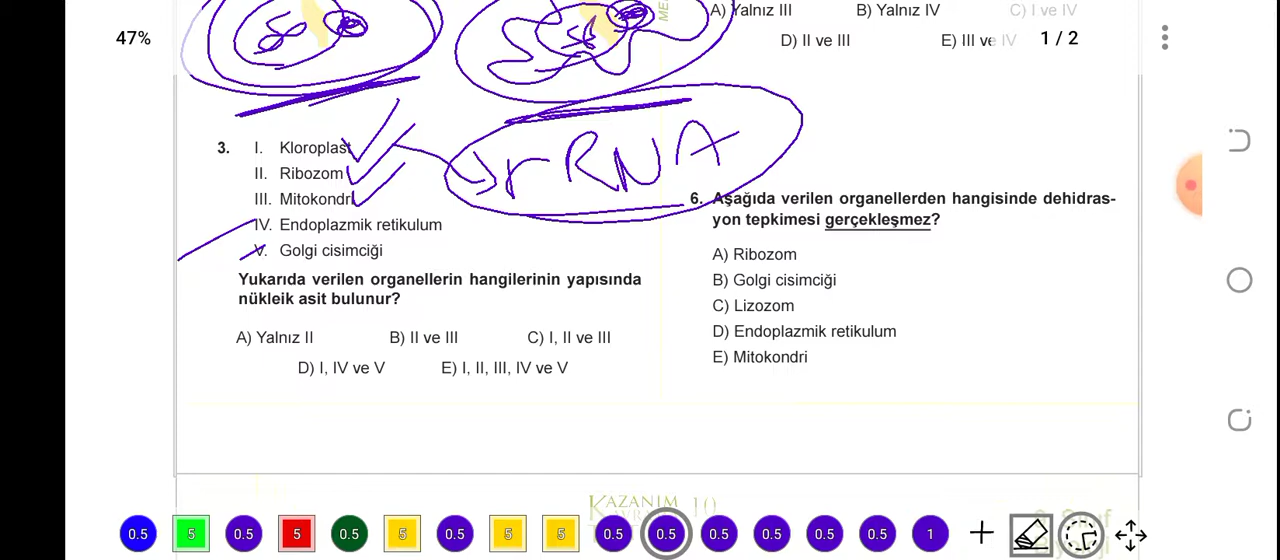 47%
A) Yalnız III B) Yalnız IV C) I ve IV
D) II ve III E) III ve IV 1 / 2
3. I. Kloroplast
II. Ribozom
III. Mitokondri
IV. Endoplazmik retikulum
V. Golgi cisimciği
rRNA
Yukarıda verilen organellerin hangilerinin yapısında
nükleik asit bulunur?
A) Yalnız II B) II ve III C) I, II ve III
D) I, IV ve V E) I, II, III, IV ve V
6. Aşağıda verilen organellerden hangisinde dehidras-
yon tepkimesi gerçekleşmez?
A) Ribozom
B) Golgi cisimciği
C) Lizozom
D) Endoplazmik retikulum
E) Mitokondri
KAZANIM 10
0.5 5 0.5 5 0.5 5 0.5 5 5 0.5 0.5 0.5 0.5 0.5 0.5 1